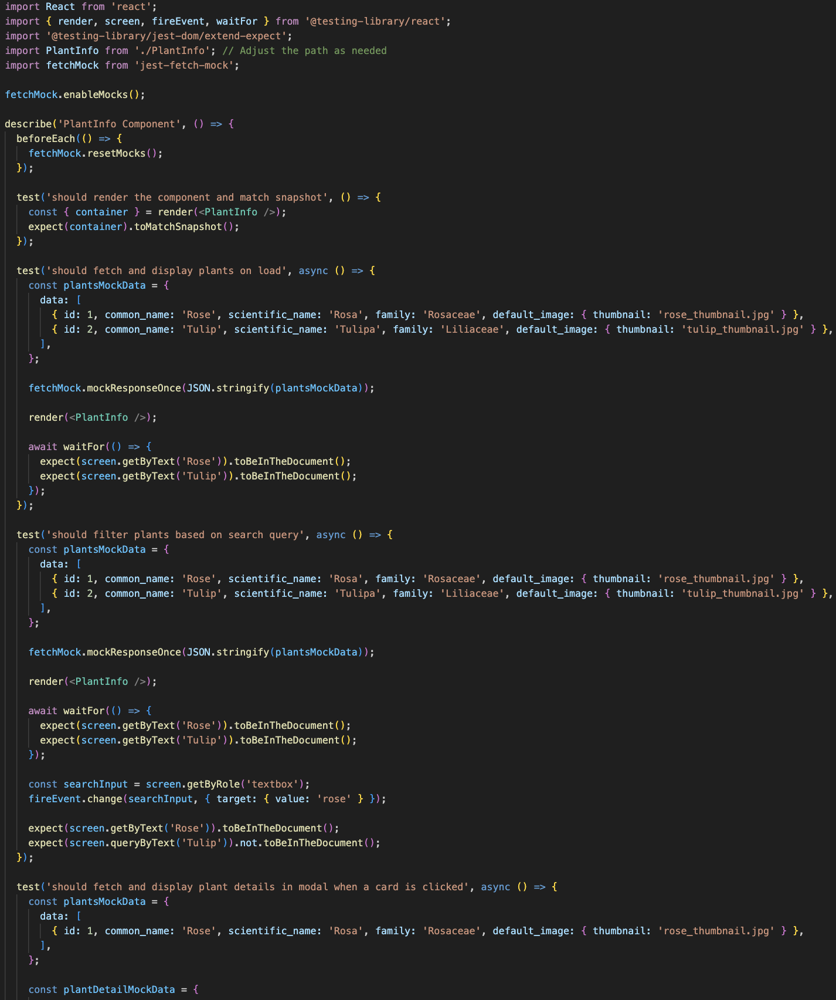 import React from 'react';
import { render, screen, fireEvent, waitFor } from '@testing-library/react';
import '@testing-library/jest-dom/extend-expect';
import PlantInfo from './PlantInfo'; // Adjust the path as needed
import fetchMock from 'jest-fetch-mock';

fetchMock.enableMocks();

describe('PlantInfo Component', () => {
  beforeEach(() => {
    fetchMock.resetMocks();
  });

  test('should render the component and match snapshot', () => {
    const { container } = render(<PlantInfo />);
    expect(container).toMatchSnapshot();
  });

  test('should fetch and display plants on load', async () => {
    const plantsMockData = {
      data: [
        { id: 1, common_name: 'Rose', scientific_name: 'Rosa', family: 'Rosaceae', default_image: { thumbnail: 'rose_thumbnail.jpg' } },
        { id: 2, common_name: 'Tulip', scientific_name: 'Tulipa', family: 'Liliaceae', default_image: { thumbnail: 'tulip_thumbnail.jpg' } },
      ],
    };

    fetchMock.mockResponseOnce(JSON.stringify(plantsMockData));

    render(<PlantInfo />);

    await waitFor(() => {
      expect(screen.getByText('Rose')).toBeInTheDocument();
      expect(screen.getByText('Tulip')).toBeInTheDocument();
    });
  });

  test('should filter plants based on search query', async () => {
    const plantsMockData = {
      data: [
        { id: 1, common_name: 'Rose', scientific_name: 'Rosa', family: 'Rosaceae', default_image: { thumbnail: 'rose_thumbnail.jpg' } },
        { id: 2, common_name: 'Tulip', scientific_name: 'Tulipa', family: 'Liliaceae', default_image: { thumbnail: 'tulip_thumbnail.jpg' } },
      ],
    };

    fetchMock.mockResponseOnce(JSON.stringify(plantsMockData));

    render(<PlantInfo />);

    await waitFor(() => {
      expect(screen.getByText('Rose')).toBeInTheDocument();
      expect(screen.getByText('Tulip')).toBeInTheDocument();
    });

    const searchInput = screen.getByRole('textbox');
    fireEvent.change(searchInput, { target: { value: 'rose' } });

    expect(screen.getByText('Rose')).toBeInTheDocument();
    expect(screen.queryByText('Tulip')).not.toBeInTheDocument();
  });

  test('should fetch and display plant details in modal when a card is clicked', async () => {
    const plantsMockData = {
      data: [
        { id: 1, common_name: 'Rose', scientific_name: 'Rosa', family: 'Rosaceae', default_image: { thumbnail: 'rose_thumbnail.jpg' } },
      ],
    };

    const plantDetailMockData = {